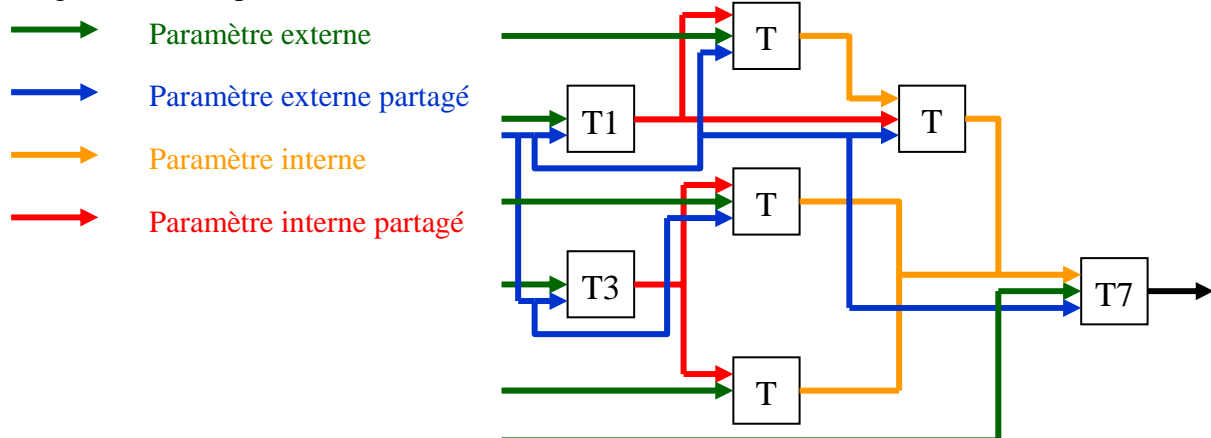 Paramètre externe
Paramètre externe partagé
Paramètre interne
Paramètre interne partagé
T
T1
T
T
T3
T7
T